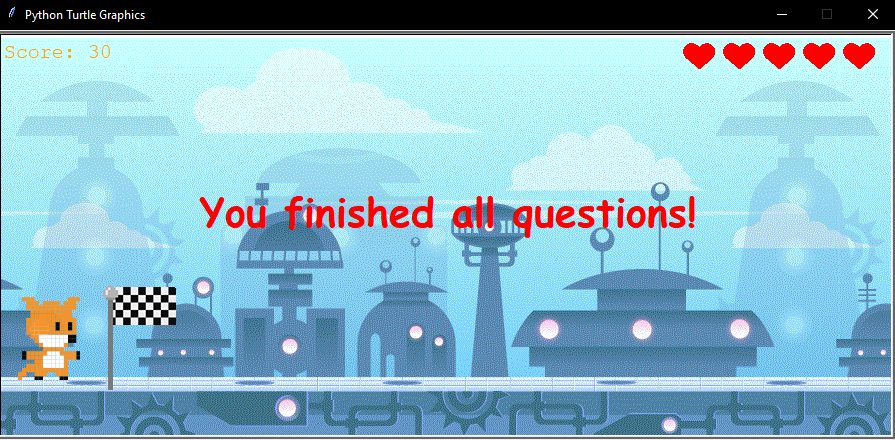 Python Turtle Graphics
Score: 30
You finished all questions!